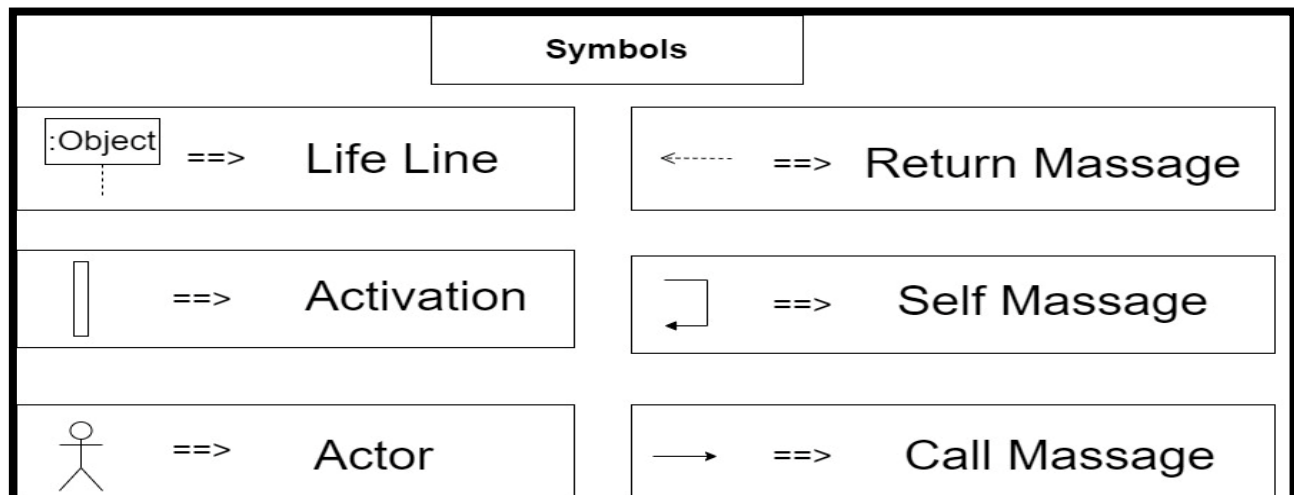 Symbols
:Object ==> Life Line
==> Return Massage
==> Activation
==> Self Massage
==> Actor
==> Call Massage